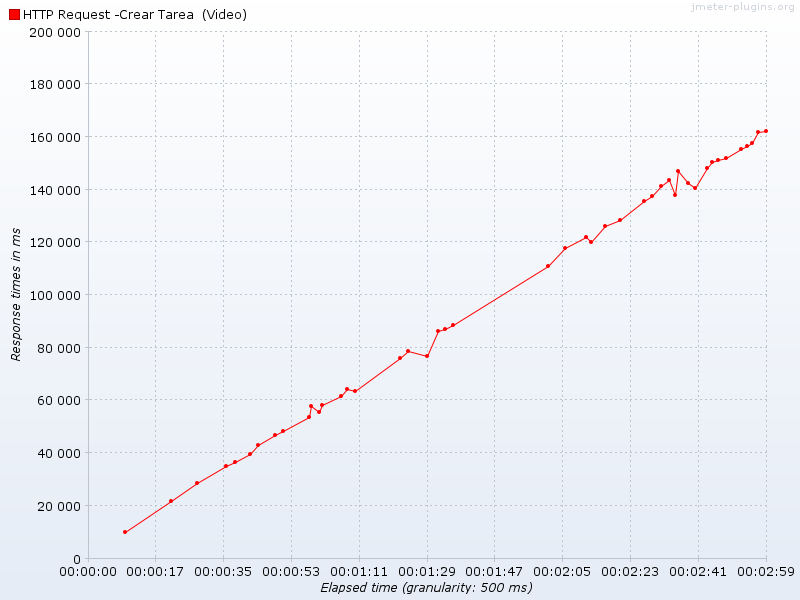 jmeter-plugins.org
HTTP Request -Crear Tarea (Video)
200 000
180 000
160 000
140 000
120 000
100 000
80 000
60 000
40 000
20 000
0
Response times in ms
00:00:00 00:00:17 00:00:35 00:00:53 00:01:11 00:01:29 00:01:47 00:02:05 00:02:23 00:02:41 00:02:59
Elapsed time (granularity: 500 ms)